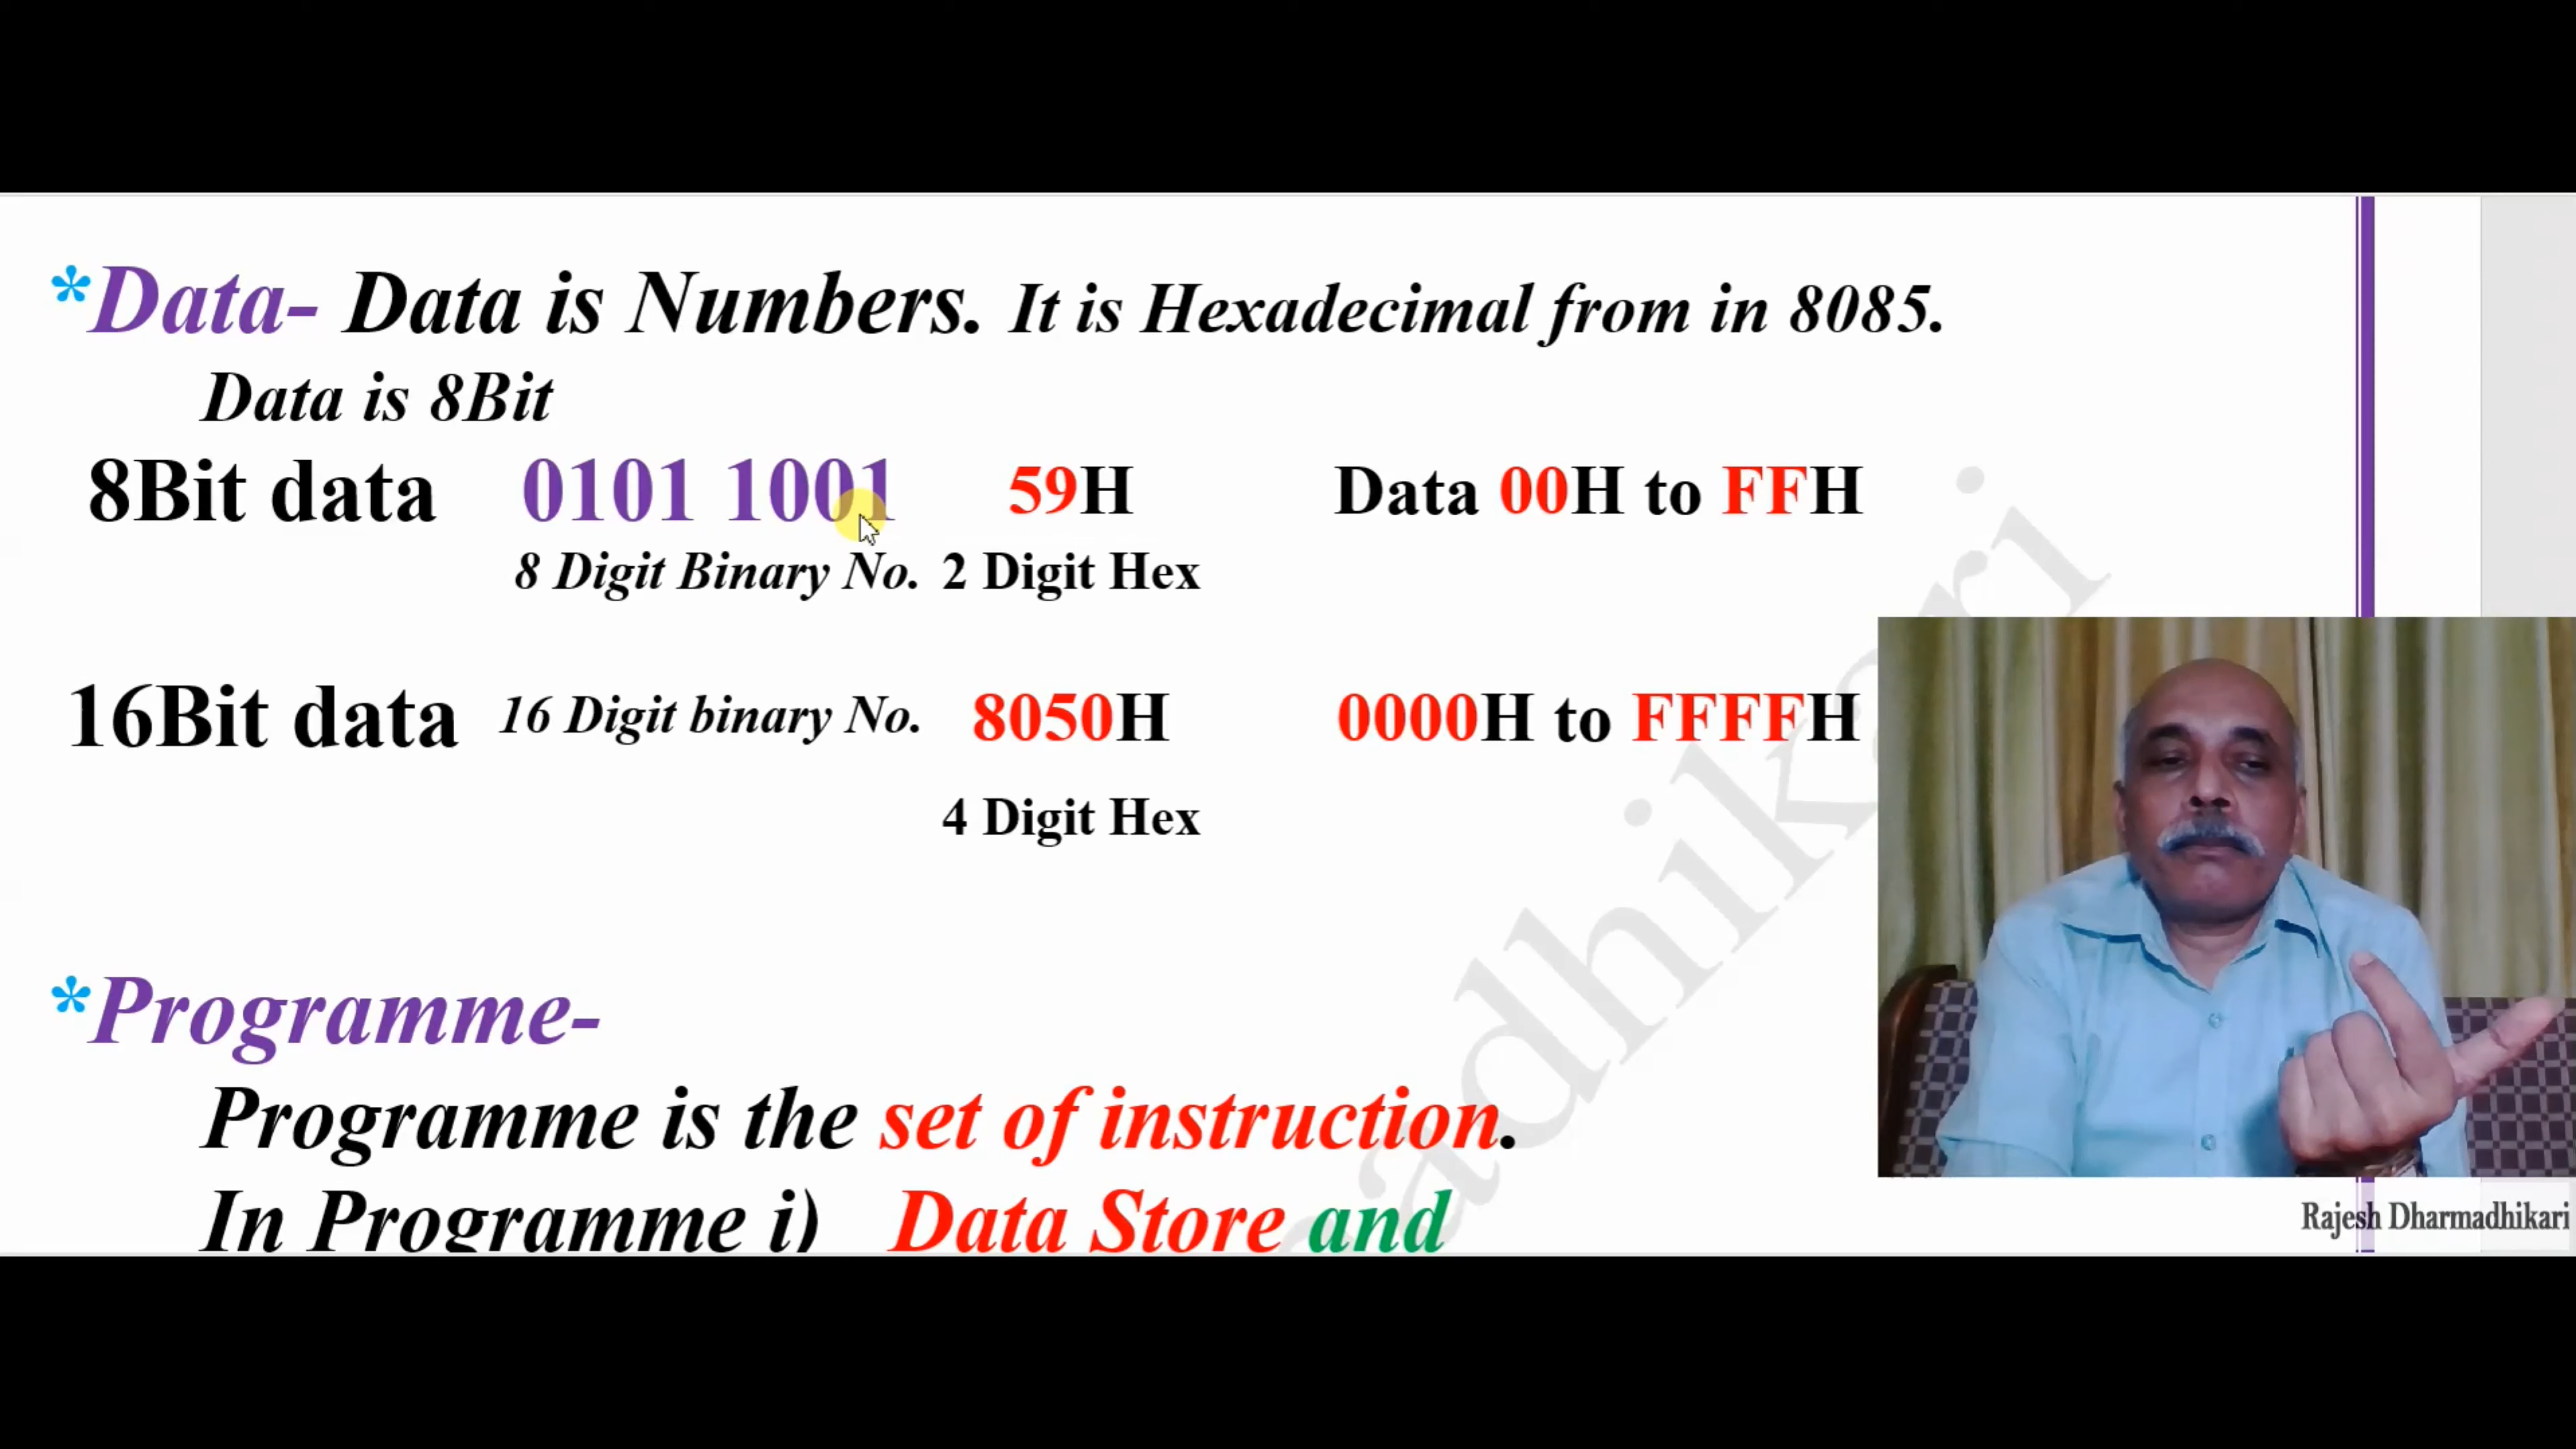 *Data- Data is Numbers. It is Hexadecimal from in 8085.
Data is 8Bit
8Bit data 0101 1001 59H Data 00H to FFH
8 Digit Binary No. 2 Digit Hex
16Bit data 16 Digit binary No. 8050H 0000H to FFFFH
4 Digit Hex
*Programme-
Programme is the set of instruction.
In Programme i) Data Store and
Rajesh Dharmadhikari